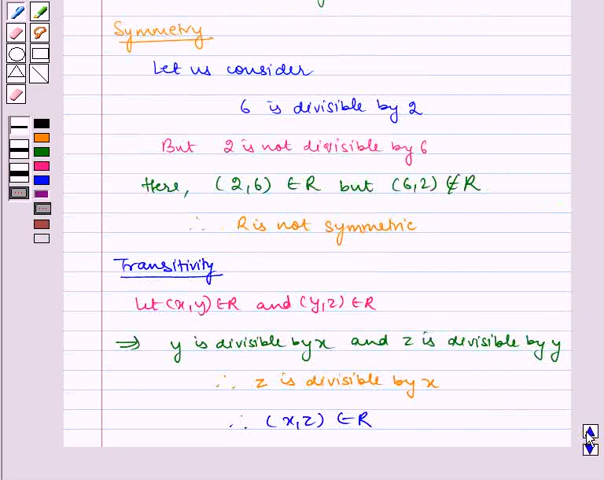 Symmetry
Let us consider
6 is divisible by 2
But 2 is not divisible by 6
Here, (2,6) ∈ R but (6,2) ∉ R.
∴ R is not symmetric
Transitivity
Let (x,y) ∈ R and (y,z) ∈ R
⇒ y is divisible by x and z is divisible by y
∴ z is divisible by x
∴ (x,z) ∈ R